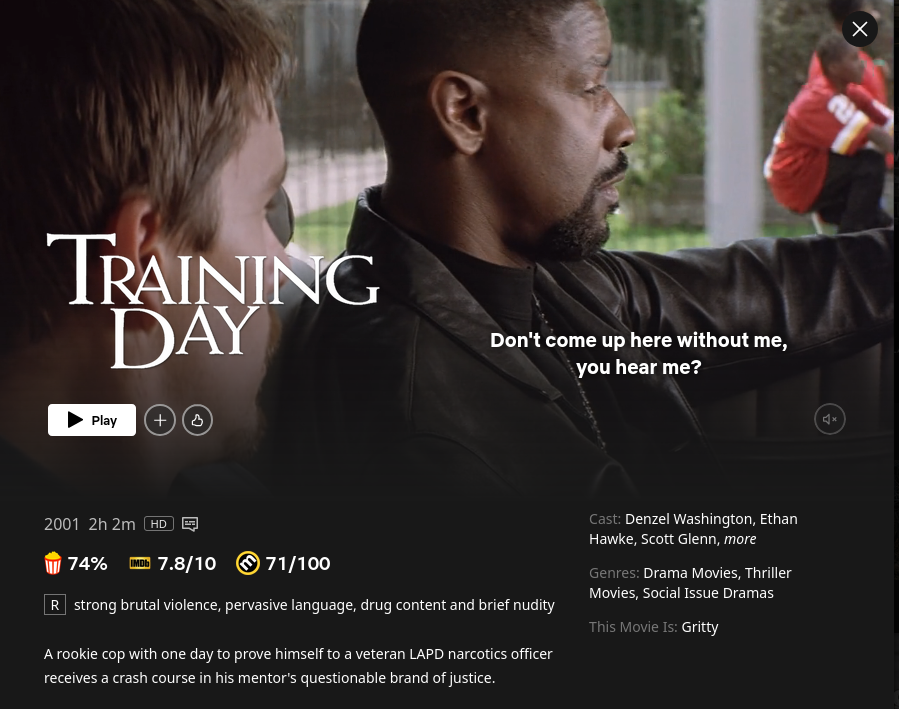 TRAINING
DAY
Don't come up here without me,
you hear me?
Play
2001 2h 2m HD
74% IMDb 7.8/10 m 71/100
R strong brutal violence, pervasive language, drug content and brief nudity
A rookie cop with one day to prove himself to a veteran LAPD narcotics officer
receives a crash course in his mentor's questionable brand of justice.
Cast: Denzel Washington, Ethan
Hawke, Scott Glenn, more
Genres: Drama Movies, Thriller
Movies, Social Issue Dramas
This Movie Is: Gritty